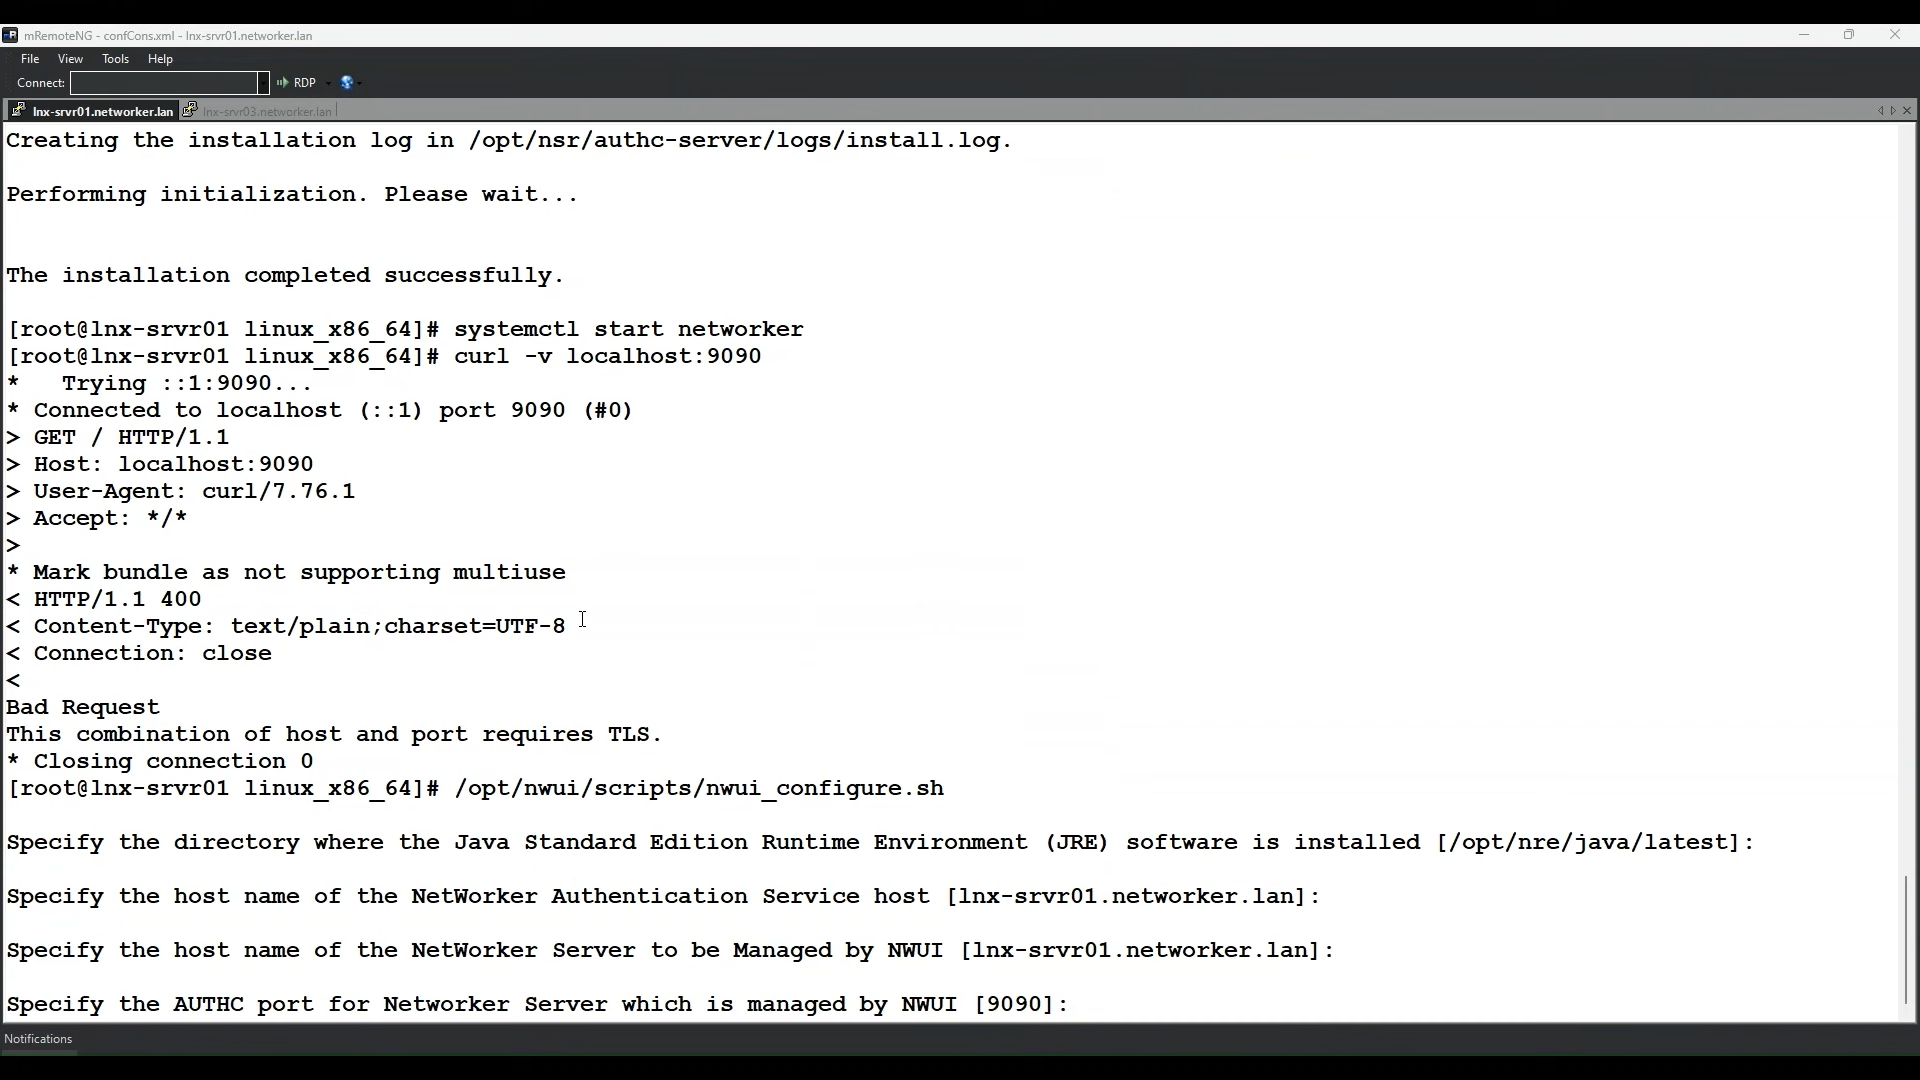 mRemoteNG - confCons.xml - lnx-srvr01.networker.lan
File View Tools Help
Connect: RDP
lnx-srvr01.networker.lan lnx-srvr03.networker.lan
Creating the installation log in /opt/nsr/authc-server/logs/install.log.
Performing initialization. Please wait...
The installation completed successfully.
[root@lnx-srvr01 linux_x86_64]# systemctl start networker
[root@lnx-srvr01 linux_x86_64]# curl -v localhost:9090
*   Trying ::1:9090...
* Connected to localhost (::1) port 9090 (#0)
> GET / HTTP/1.1
> Host: localhost:9090
> User-Agent: curl/7.76.1
> Accept: */*
>
* Mark bundle as not supporting multiuse
< HTTP/1.1 400
< Content-Type: text/plain;charset=UTF-8
< Connection: close
<
Bad Request
This combination of host and port requires TLS.
* Closing connection 0
[root@lnx-srvr01 linux_x86_64]# /opt/nwui/scripts/nwui_configure.sh
Specify the directory where the Java Standard Edition Runtime Environment (JRE) software is installed [/opt/nre/java/latest]:
Specify the host name of the NetWorker Authentication Service host [lnx-srvr01.networker.lan]:
Specify the host name of the NetWorker Server to be Managed by NWUI [lnx-srvr01.networker.lan]:
Specify the AUTHC port for Networker Server which is managed by NWUI [9090]:
Notifications